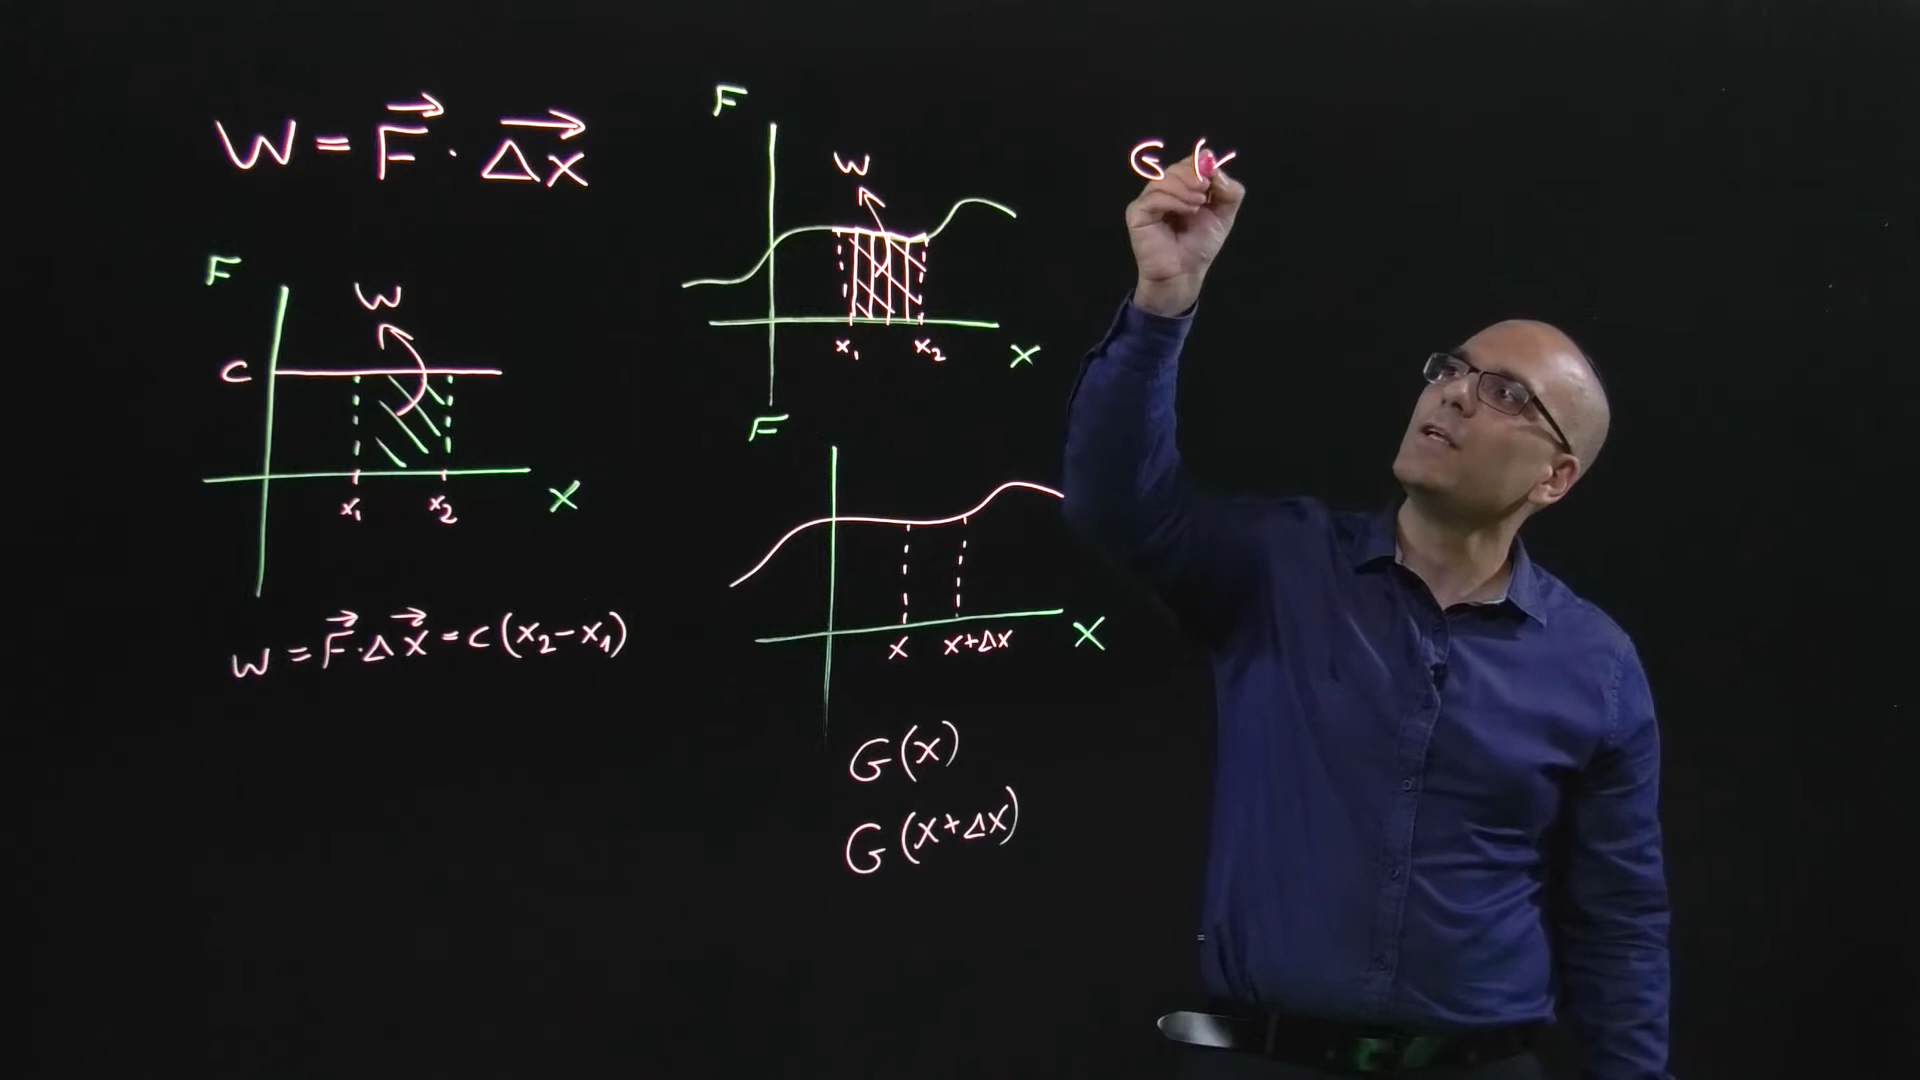 W = F⃗ · Δx⃗
F
W
C
x₁ x₂ X
W = F⃗ · Δx⃗ = C (x₂ − x₁)
F
W
x₁ x₂ X
F
x x+Δx X
G(x)
G(x+Δx)
G (x